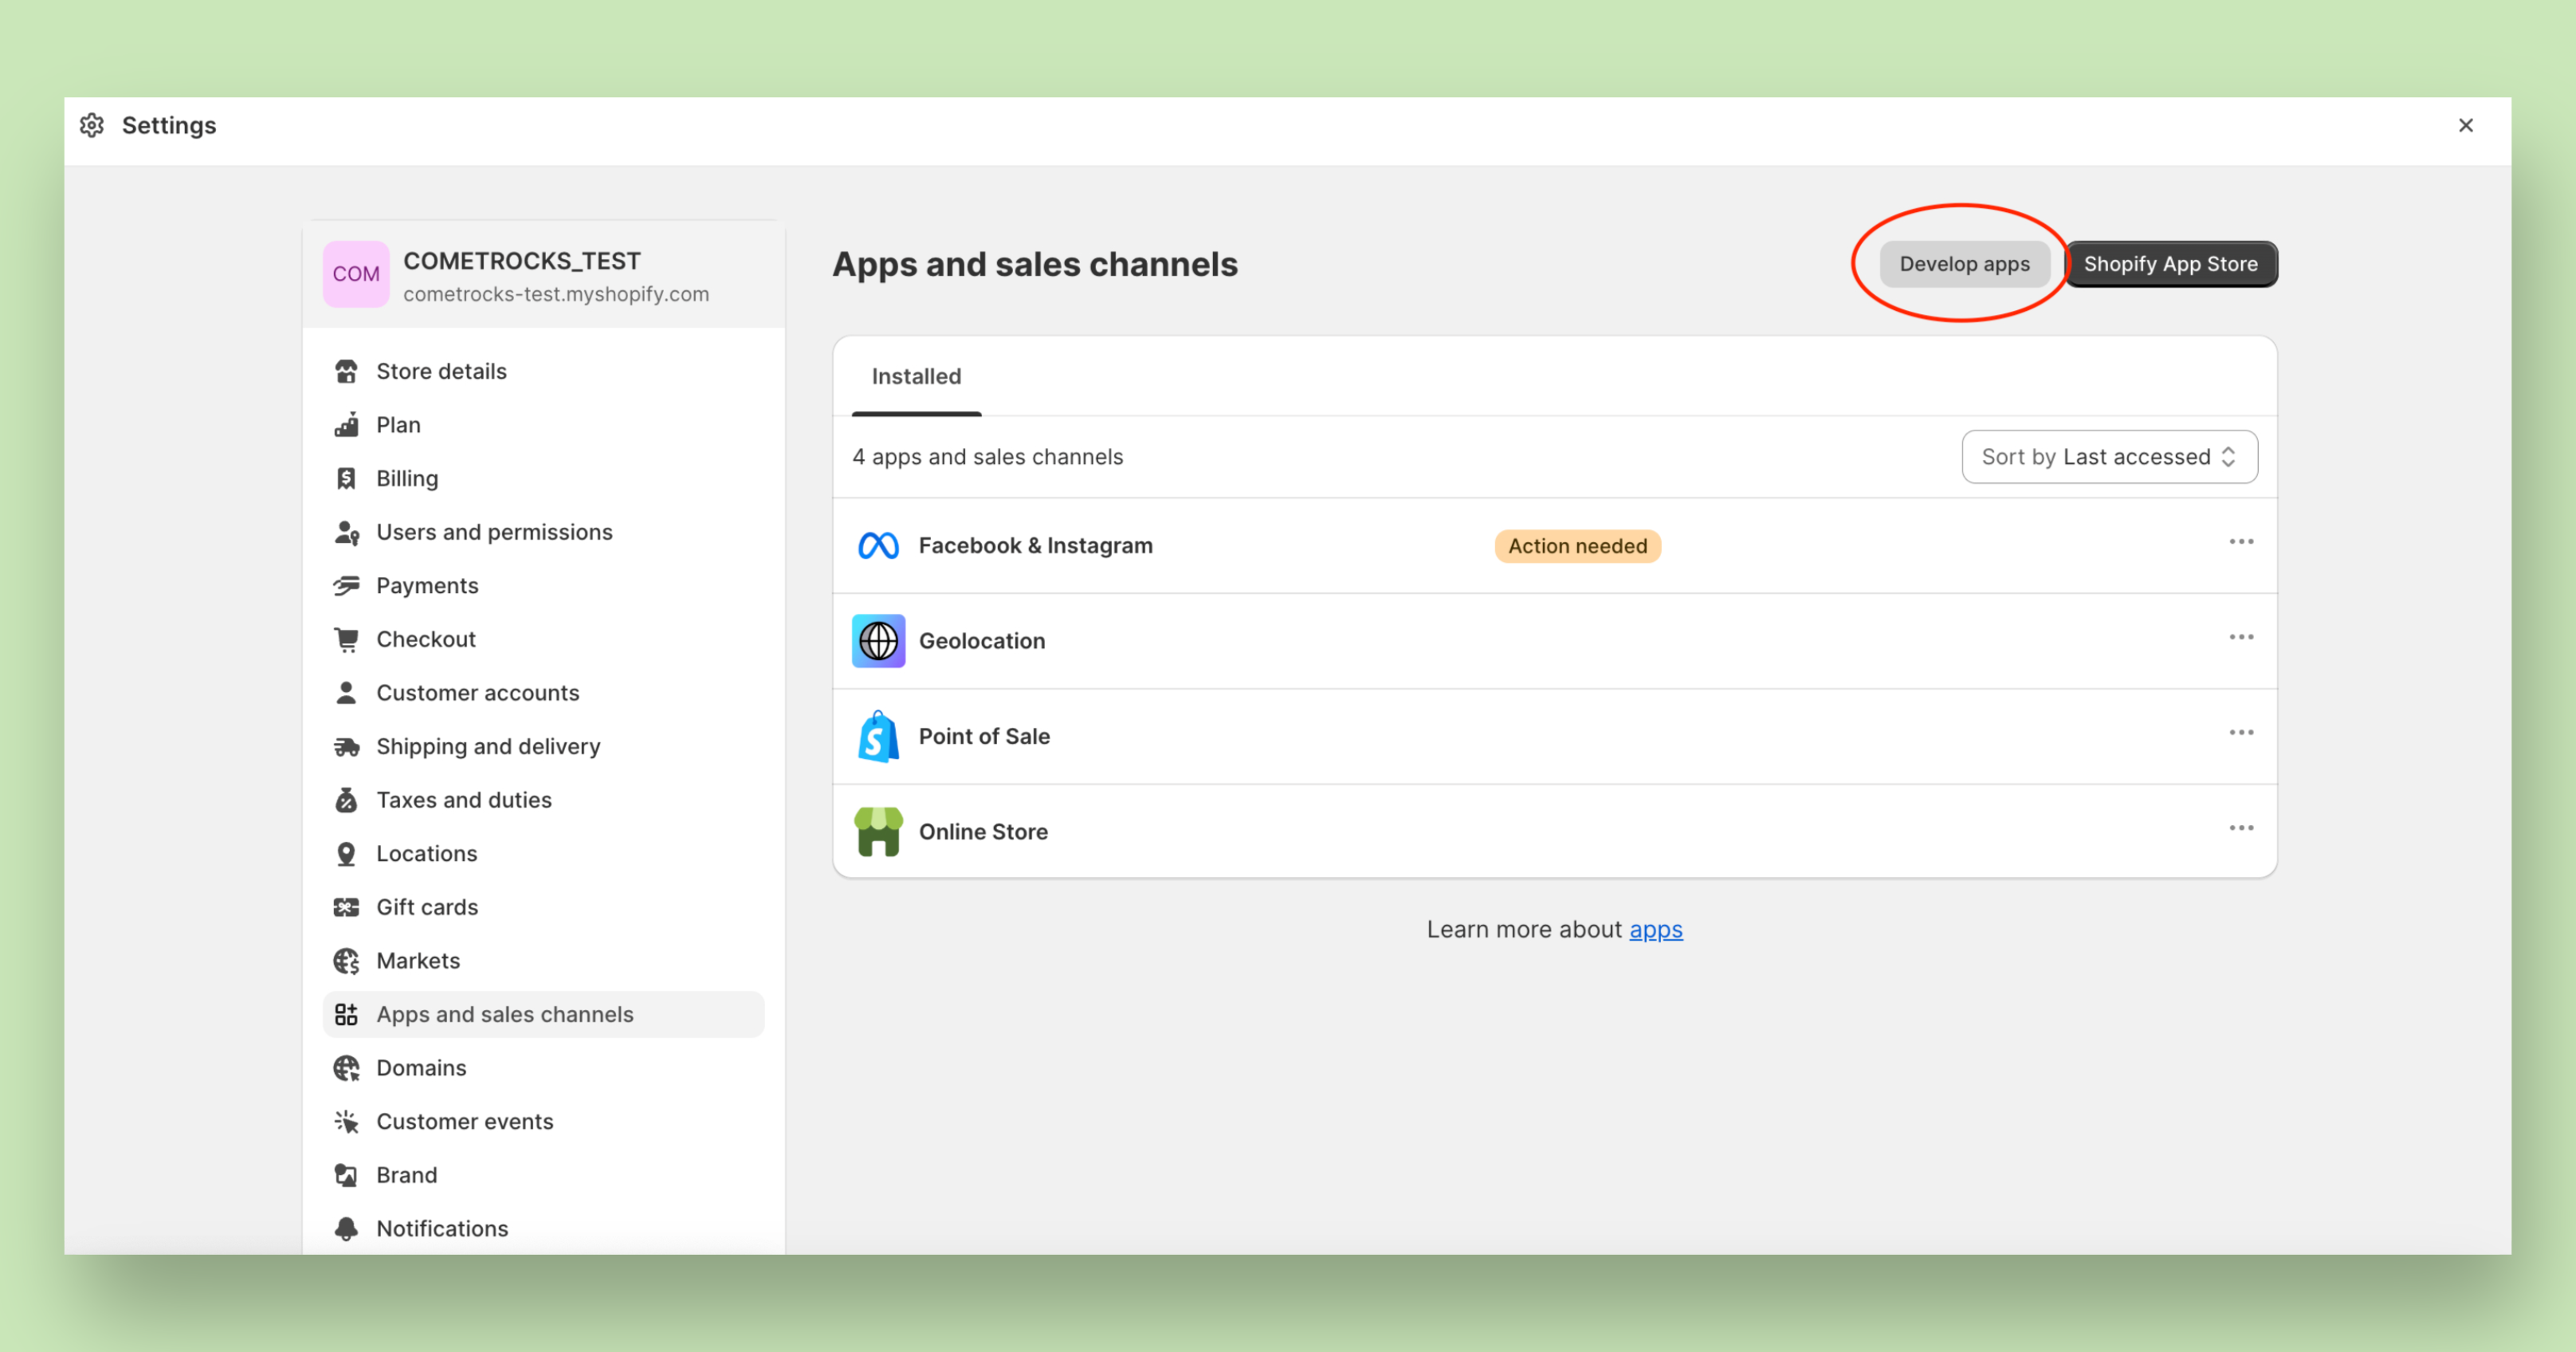 Settings
COM
COMETROCKS_TEST
cometrocks-test.myshopify.com
Store details
Plan
Billing
Users and permissions
Payments
Checkout
Customer accounts
Shipping and delivery
Taxes and duties
Locations
Gift cards
Markets
Apps and sales channels
Domains
Customer events
Brand
Notifications
Apps and sales channels
Develop apps
Shopify App Store
Installed
4 apps and sales channels
Sort by Last accessed
Facebook & Instagram
Action needed
Geolocation
Point of Sale
Online Store
Learn more about apps